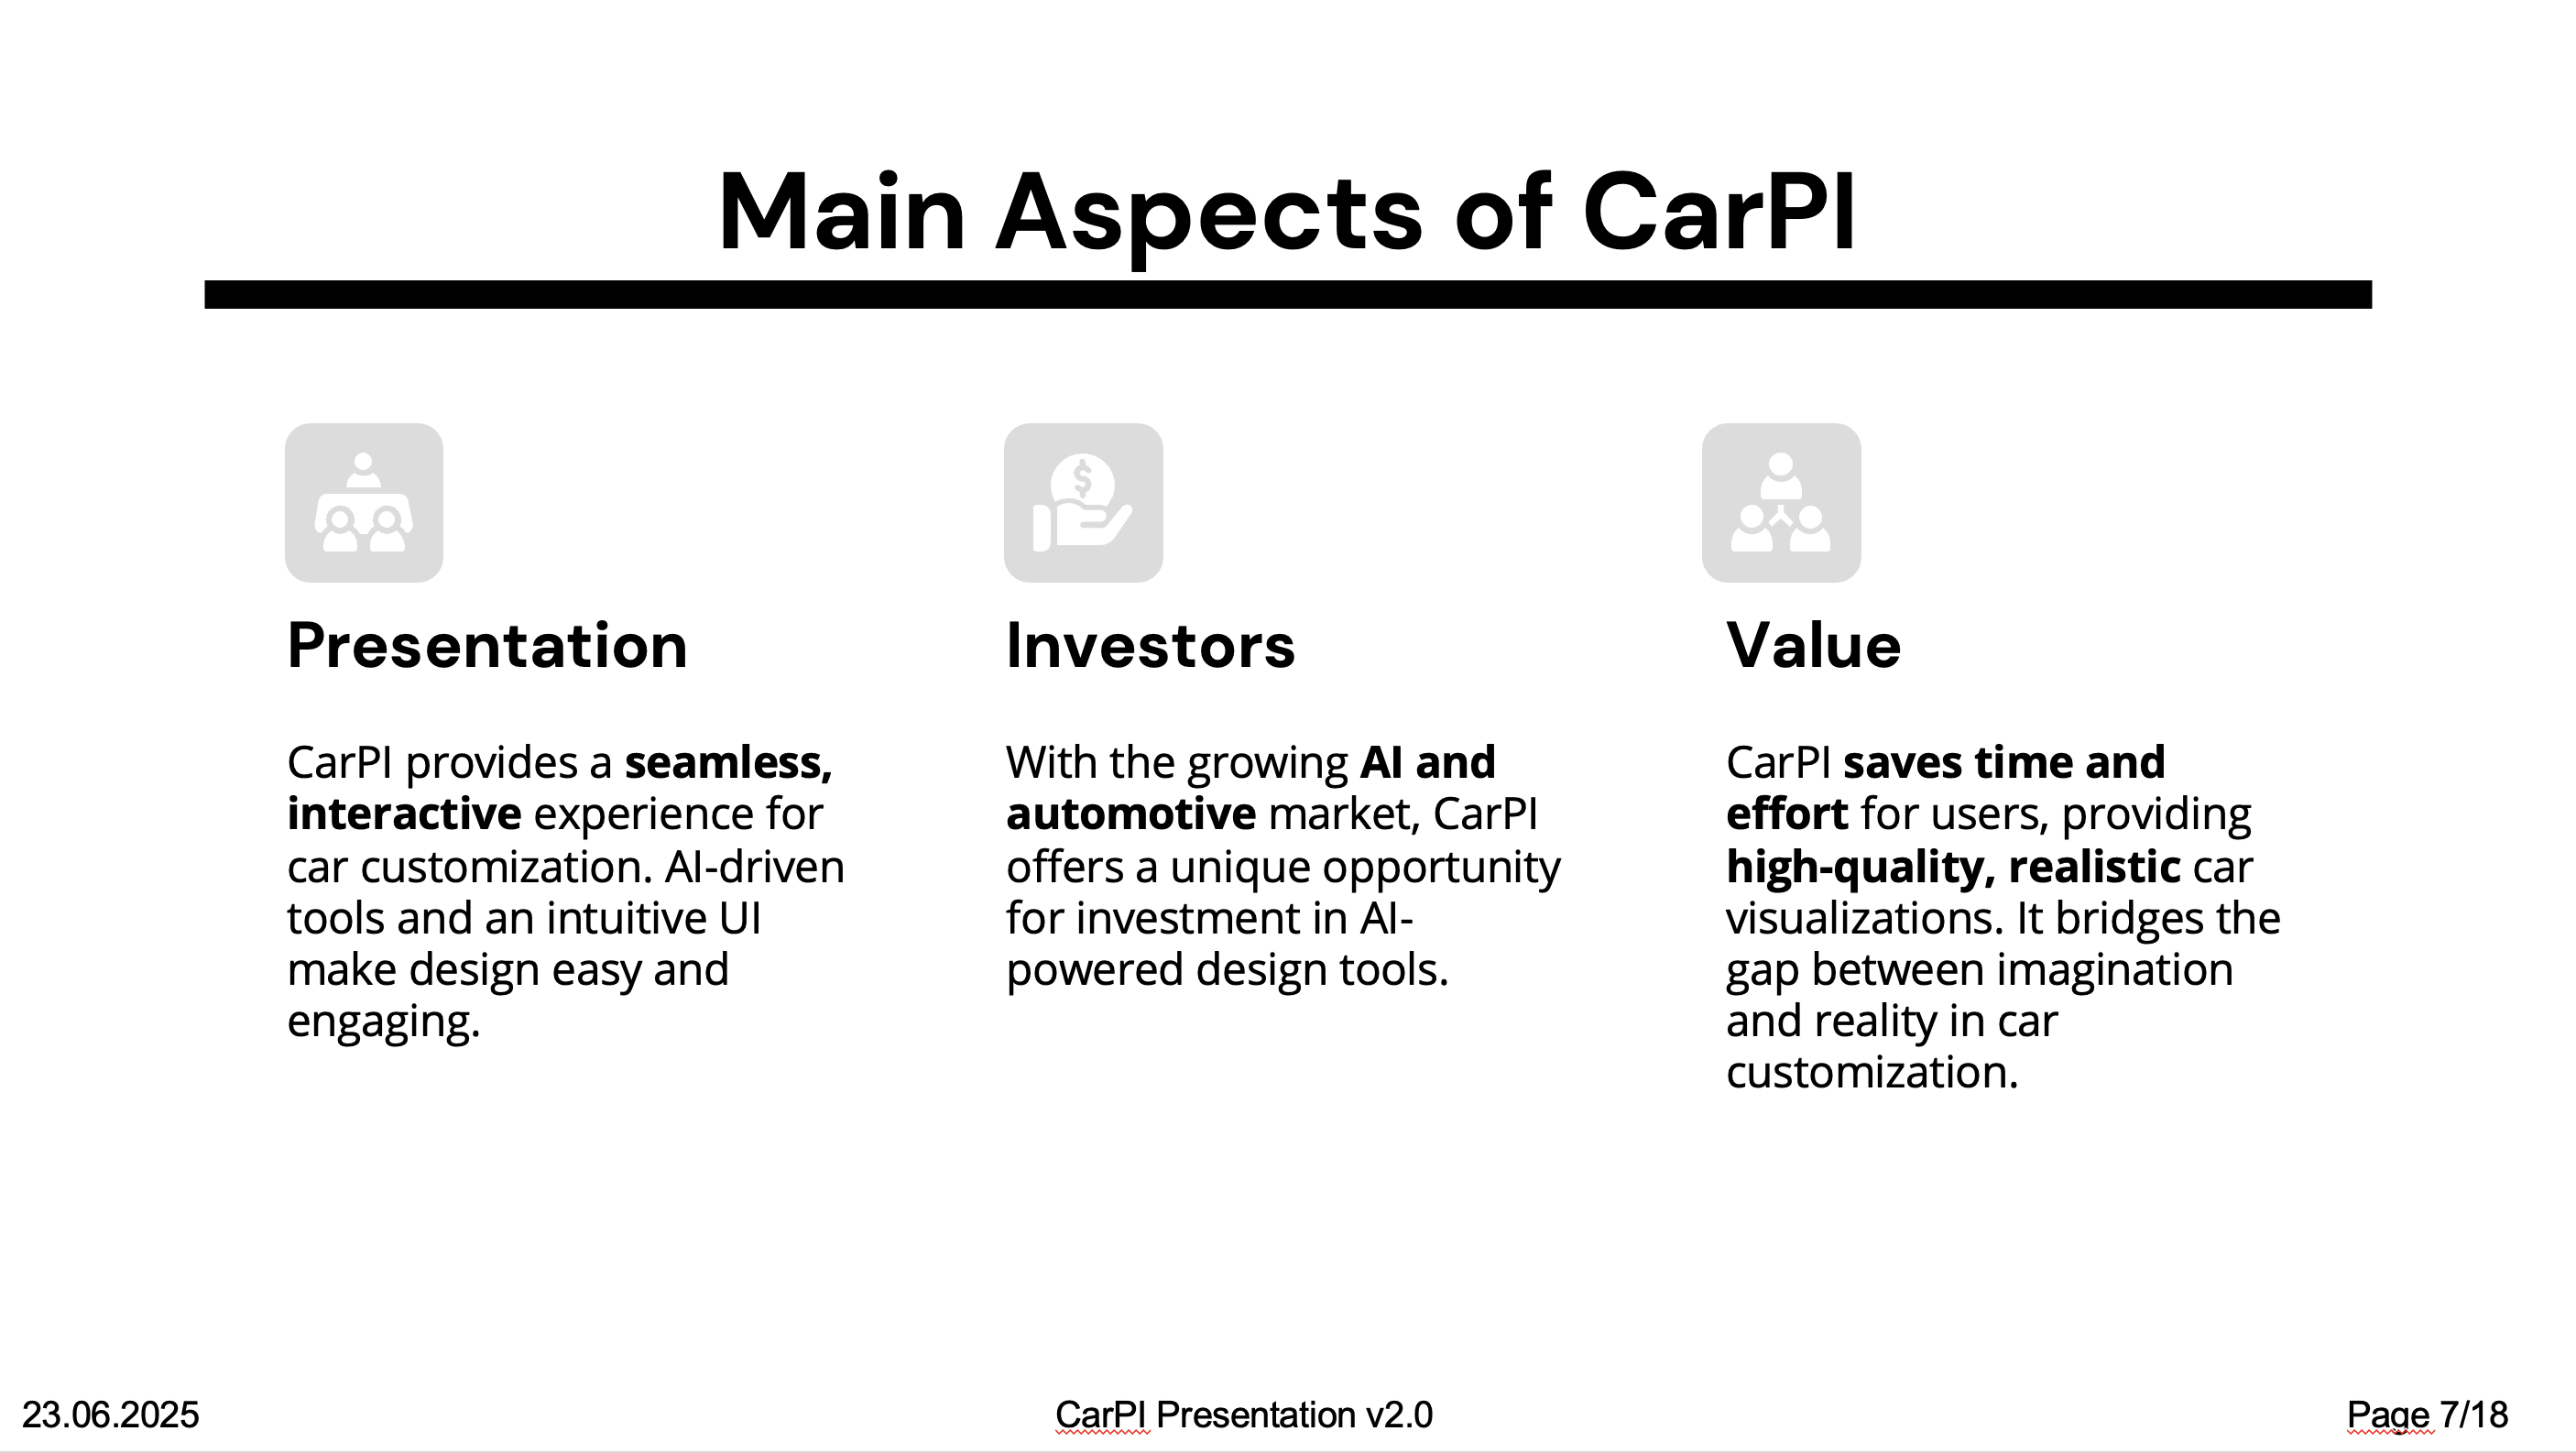 Main Aspects of CarPI
Presentation
CarPI provides a seamless,
interactive experience for
car customization. AI-driven
tools and an intuitive UI
make design easy and
engaging.
Investors
With the growing AI and
automotive market, CarPI
offers a unique opportunity
for investment in AI-
powered design tools.
Value
CarPI saves time and
effort for users, providing
high-quality, realistic car
visualizations. It bridges the
gap between imagination
and reality in car
customization.
23.06.2025
CarPI Presentation v2.0
Page 7/18